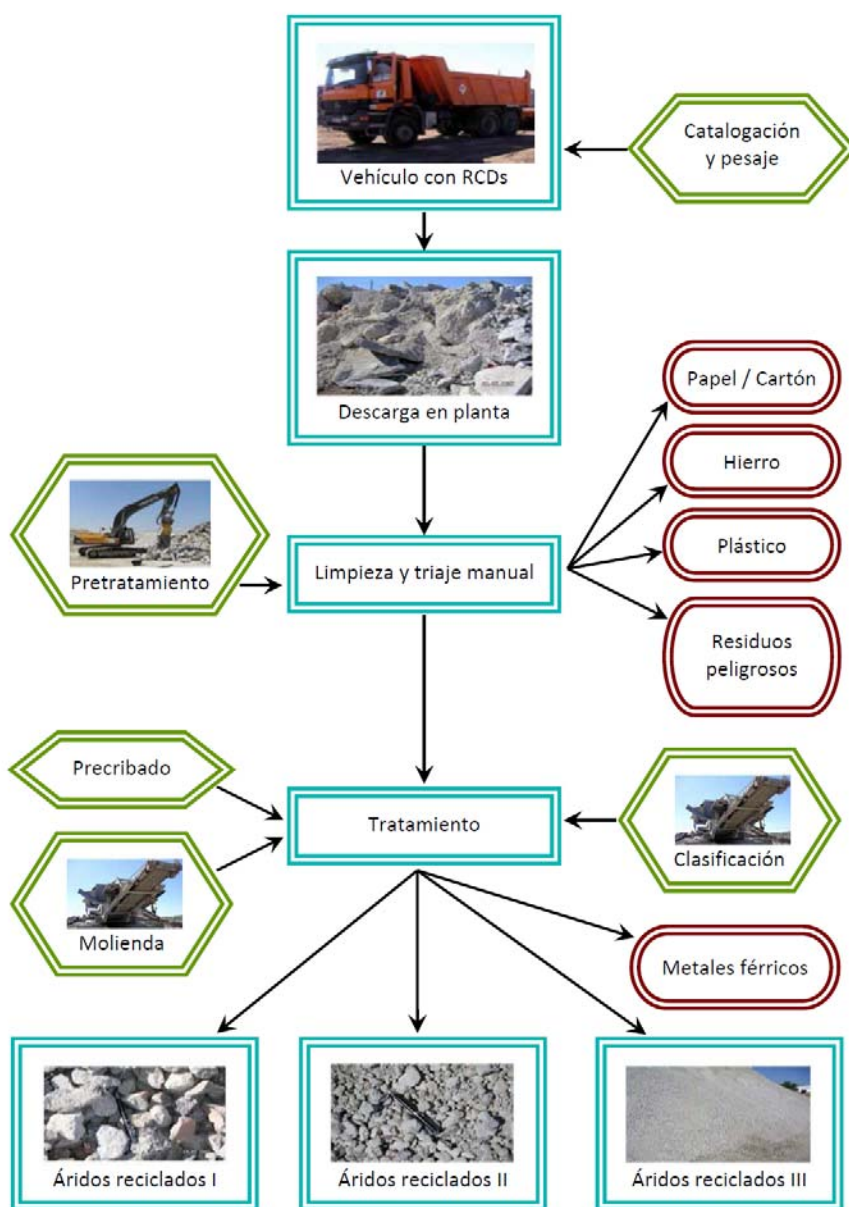 Catalogación
y pesaje
Vehículo con RCDs
Descarga en planta
Papel / Cartón
Hierro
Plástico
Residuos
peligrosos
Pretratamiento
Limpieza y triaje manual
Precribado
Tratamiento
Clasificación
Molienda
Metales férricos
Áridos reciclados I
Áridos reciclados II
Áridos reciclados III